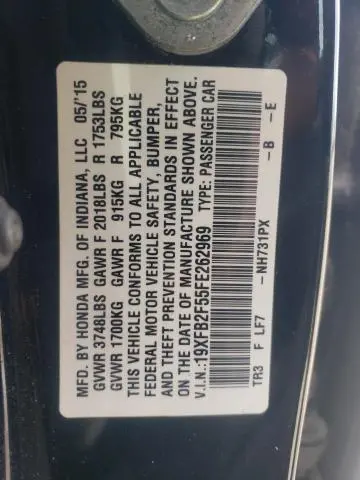 MFD. BY HONDA MFG. OF INDIANA, LLC 05/'15
GVWR 3748LBS GAWR F 2018LBS R 1753LBS
GVWR 1700KG GAWR F 915KG R 795KG
THIS VEHICLE CONFORMS TO ALL APPLICABLE
FEDERAL MOTOR VEHICLE SAFETY, BUMPER,
AND THEFT PREVENTION STANDARDS IN EFFECT
ON THE DATE OF MANUFACTURE SHOWN ABOVE.
V.I.N.:19XFB2F55FE262969 TYPE: PASSENGER CAR
-NH731PX -B -E
TR3 F LF7